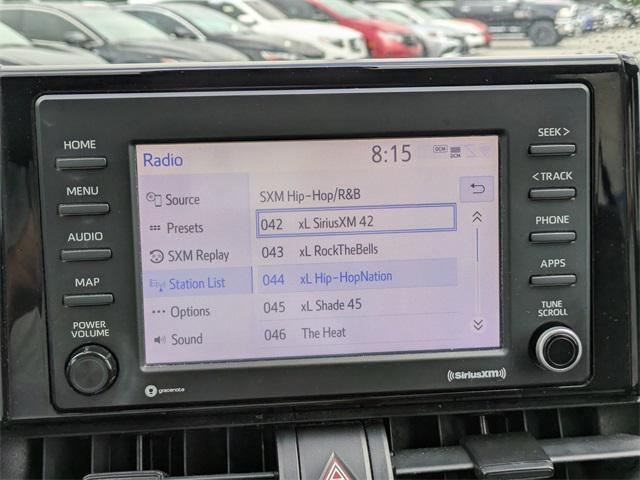 HOME
MENU
AUDIO
MAP
POWER
VOLUME
Radio
8:15
DCM
DCM
Source
Presets
SXM Replay
Station List
Options
Sound
SXM Hip-Hop/R&B
042 xL SiriusXM 42
043 xL RockTheBells
044 xL Hip-HopNation
045 xL Shade 45
046 The Heat
SEEK >
< TRACK
PHONE
APPS
TUNE
SCROLL
gracenote
((SiriusXM))